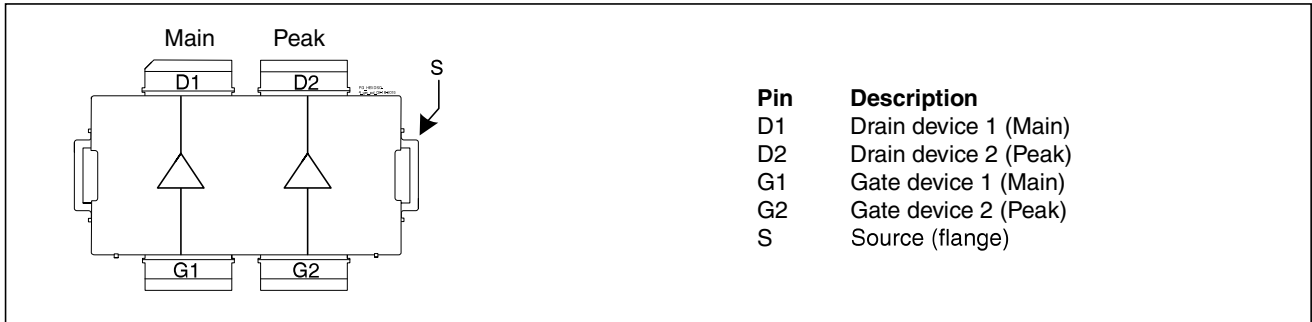 Main Peak
D1 D2
S
G1 G2
Pin Description
D1 Drain device 1 (Main)
D2 Drain device 2 (Peak)
G1 Gate device 1 (Main)
G2 Gate device 2 (Peak)
S Source (flange)